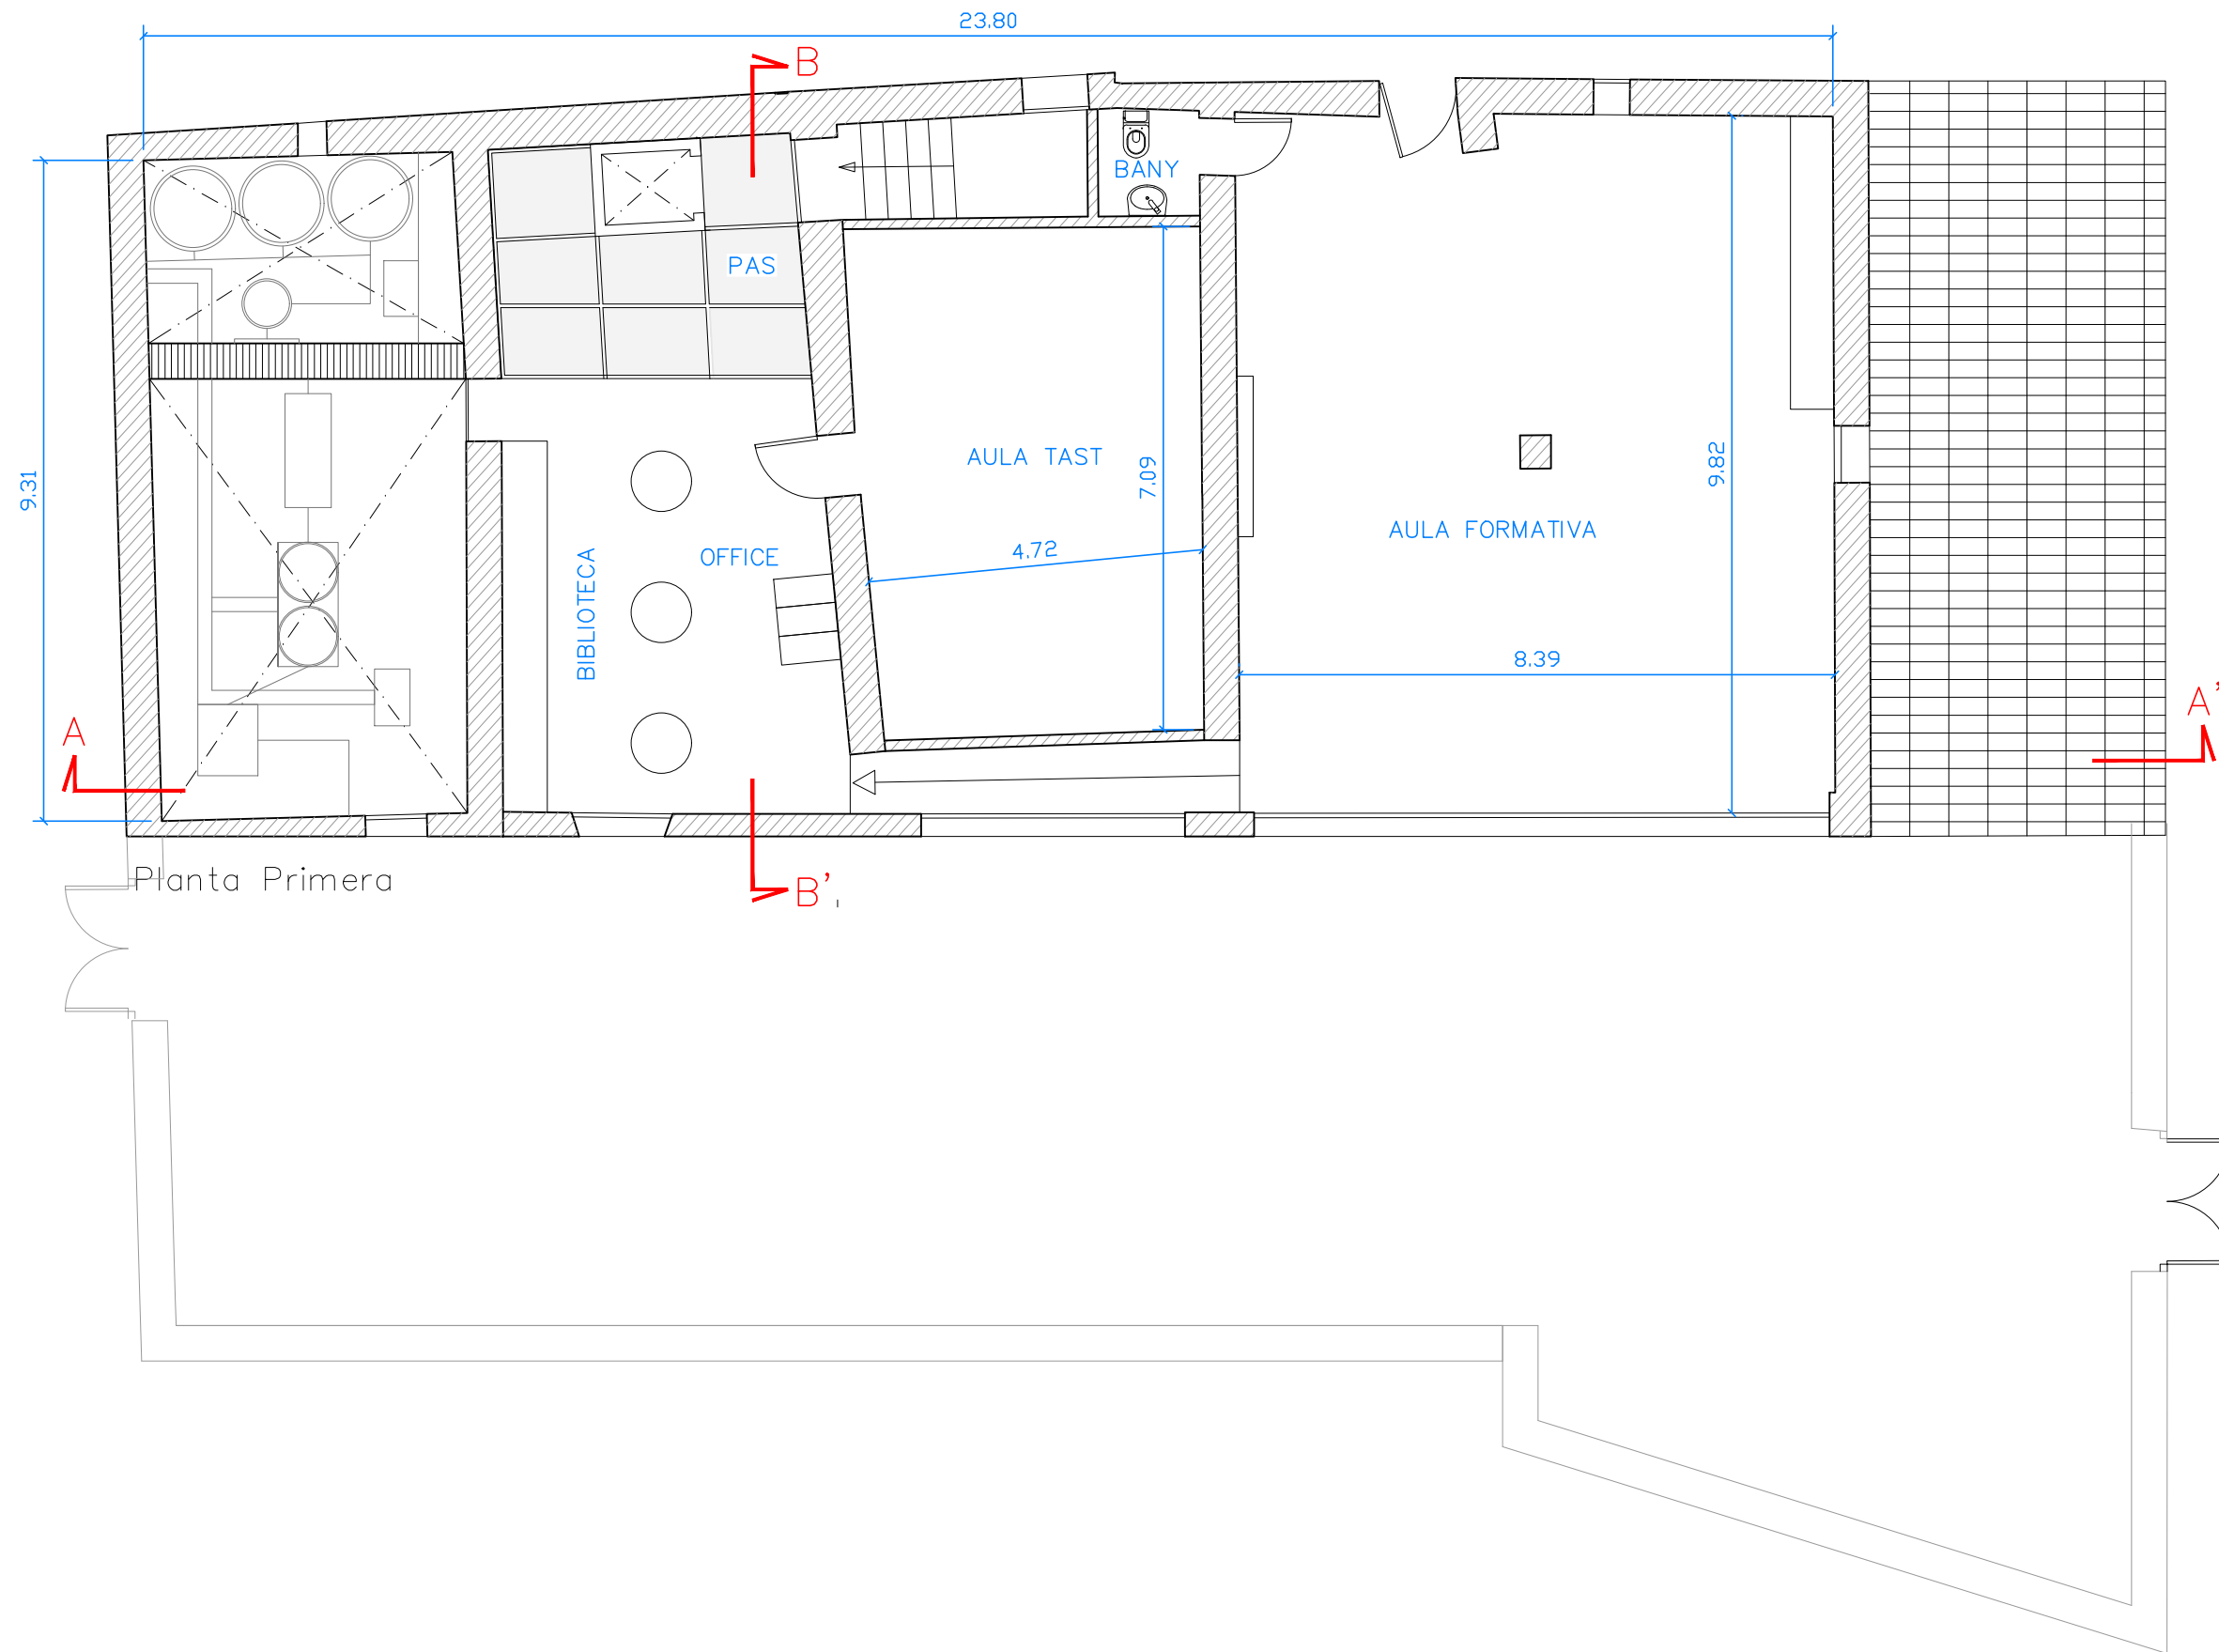 23.80
B
BANY
PAS
9.31
AULA TAST
7.09
9.82
AULA FORMATIVA
4.72
OFFICE
BIBLIOTECA
8.39
A
A'
Planta Primera
B'